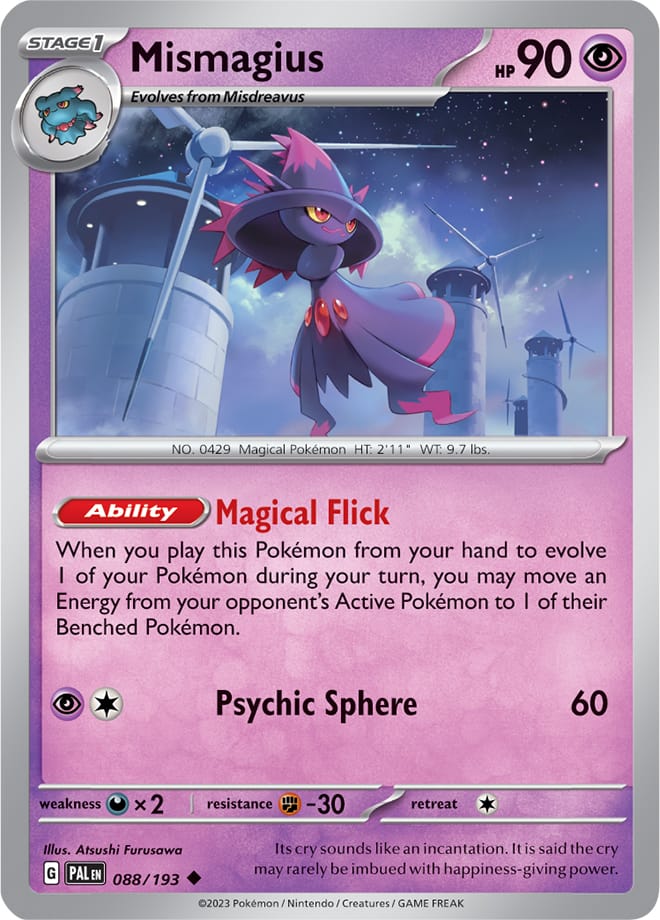 STAGE1
Mismagius
HP 90
Evolves from Misdreavus
NO. 0429 Magical Pokémon HT: 2'11" WT: 9.7 lbs.
Ability Magical Flick
When you play this Pokémon from your hand to evolve
1 of your Pokémon during your turn, you may move an
Energy from your opponent's Active Pokémon to 1 of their
Benched Pokémon.
Psychic Sphere 60
weakness ×2 resistance -30 retreat
Illus. Atsushi Furusawa
Its cry sounds like an incantation. It is said the cry
may rarely be imbued with happiness-giving power.
G PAL EN 088/193
©2023 Pokémon / Nintendo / Creatures / GAME FREAK